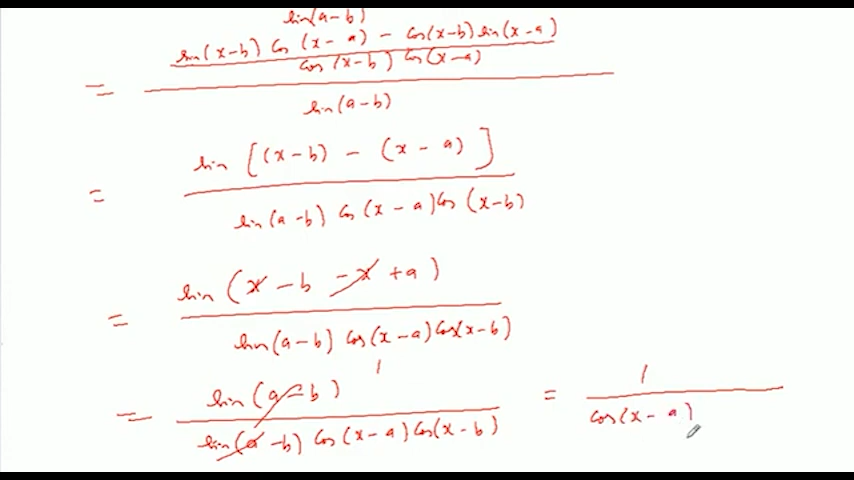 sin(a-b)
sin(x-b) cos(x-a) - cos(x-b) sin(x-a)
cos(x-b) cos(x-a)
=
sin(a-b)
sin [(x-b) - (x-a)]
=
sin(a-b) cos(x-a) cos(x-b)
sin (x -b -x +a)
=
sin(a-b) cos(x-a) cos(x-b)
1
sin (a-b) 1
= =
sin(a-b) cos(x-a) cos(x-b) cos(x-a)